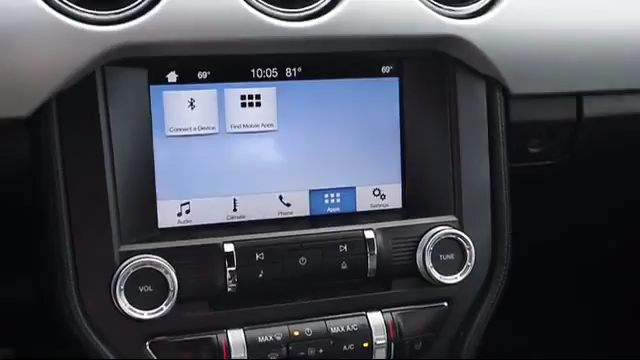 69° 10:05 81° 69°
Connect a Device Find Mobile Apps
Audio Climate Phone Apps Settings
VOL TUNE
MAX MAX A/C
A/C